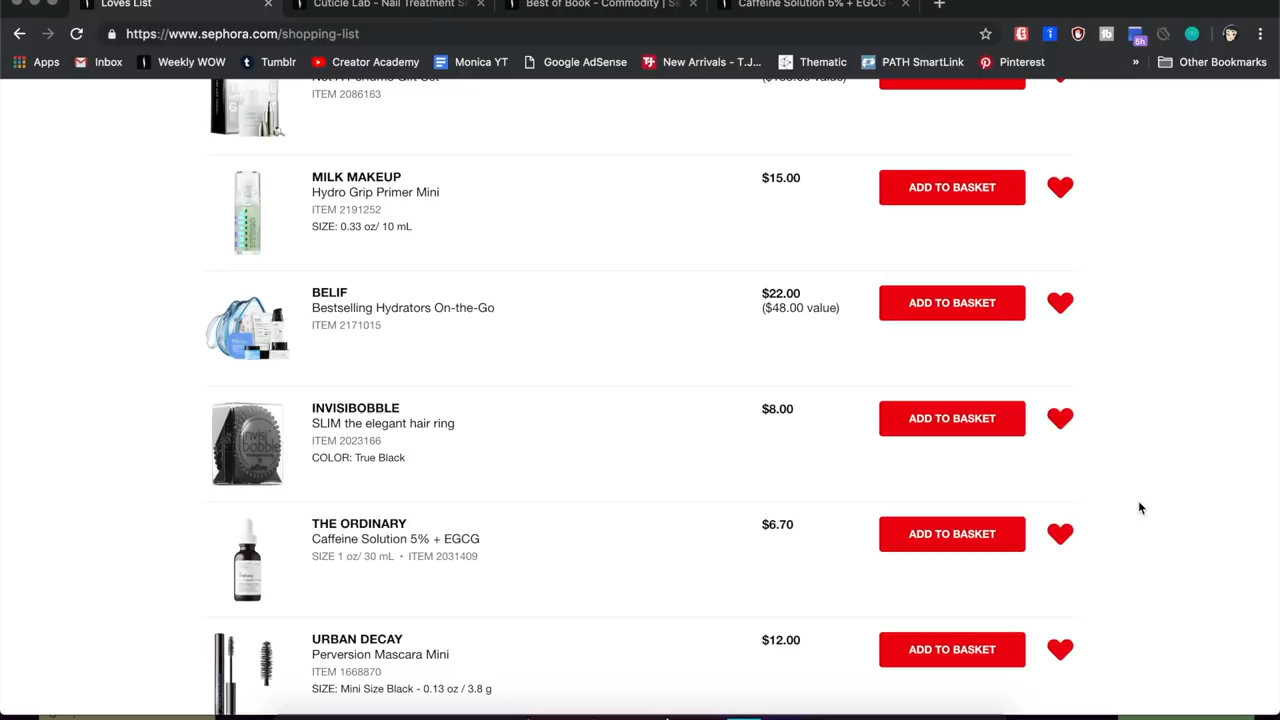 Loves List
Cuticle Lab - Nail Treatment S
Best of Book - Commodity | Se
Caffeine Solution 5% + EGCG -
https://www.sephora.com/shopping-list
5h
Apps
Inbox
Weekly WOW
Tumblr
Creator Academy
Monica YT
Google AdSense
New Arrivals - T.J...
Thematic
PATH SmartLink
Pinterest
»
Other Bookmarks
ITEM 2086163
MILK MAKEUP
$15.00
ADD TO BASKET
Hydro Grip Primer Mini
ITEM 2191252
SIZE: 0.33 oz/ 10 mL
BELIF
$22.00
ADD TO BASKET
Bestselling Hydrators On-the-Go
($48.00 value)
ITEM 2171015
INVISIBOBBLE
$8.00
ADD TO BASKET
SLIM the elegant hair ring
ITEM 2023166
COLOR: True Black
THE ORDINARY
$6.70
ADD TO BASKET
Caffeine Solution 5% + EGCG
SIZE 1 oz/ 30 mL • ITEM 2031409
URBAN DECAY
$12.00
ADD TO BASKET
Perversion Mascara Mini
ITEM 1668870
SIZE: Mini Size Black - 0.13 oz / 3.8 g